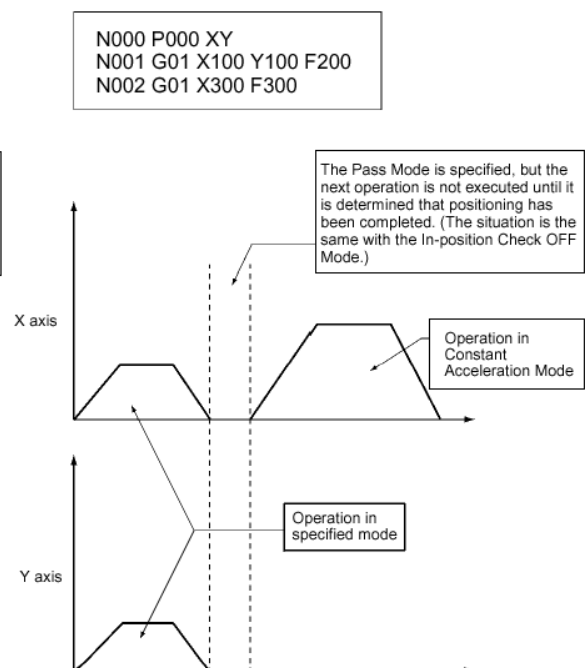 N000 P000 XY
N001 G01 X100 Y100 F200
N002 G01 X300 F300
The Pass Mode is specified, but the
next operation is not executed until it
is determined that positioning has
been completed. (The situation is the
same with the In-position Check OFF
Mode.)
X axis
Operation in
Constant
Acceleration Mode
Operation in
specified mode
Y axis